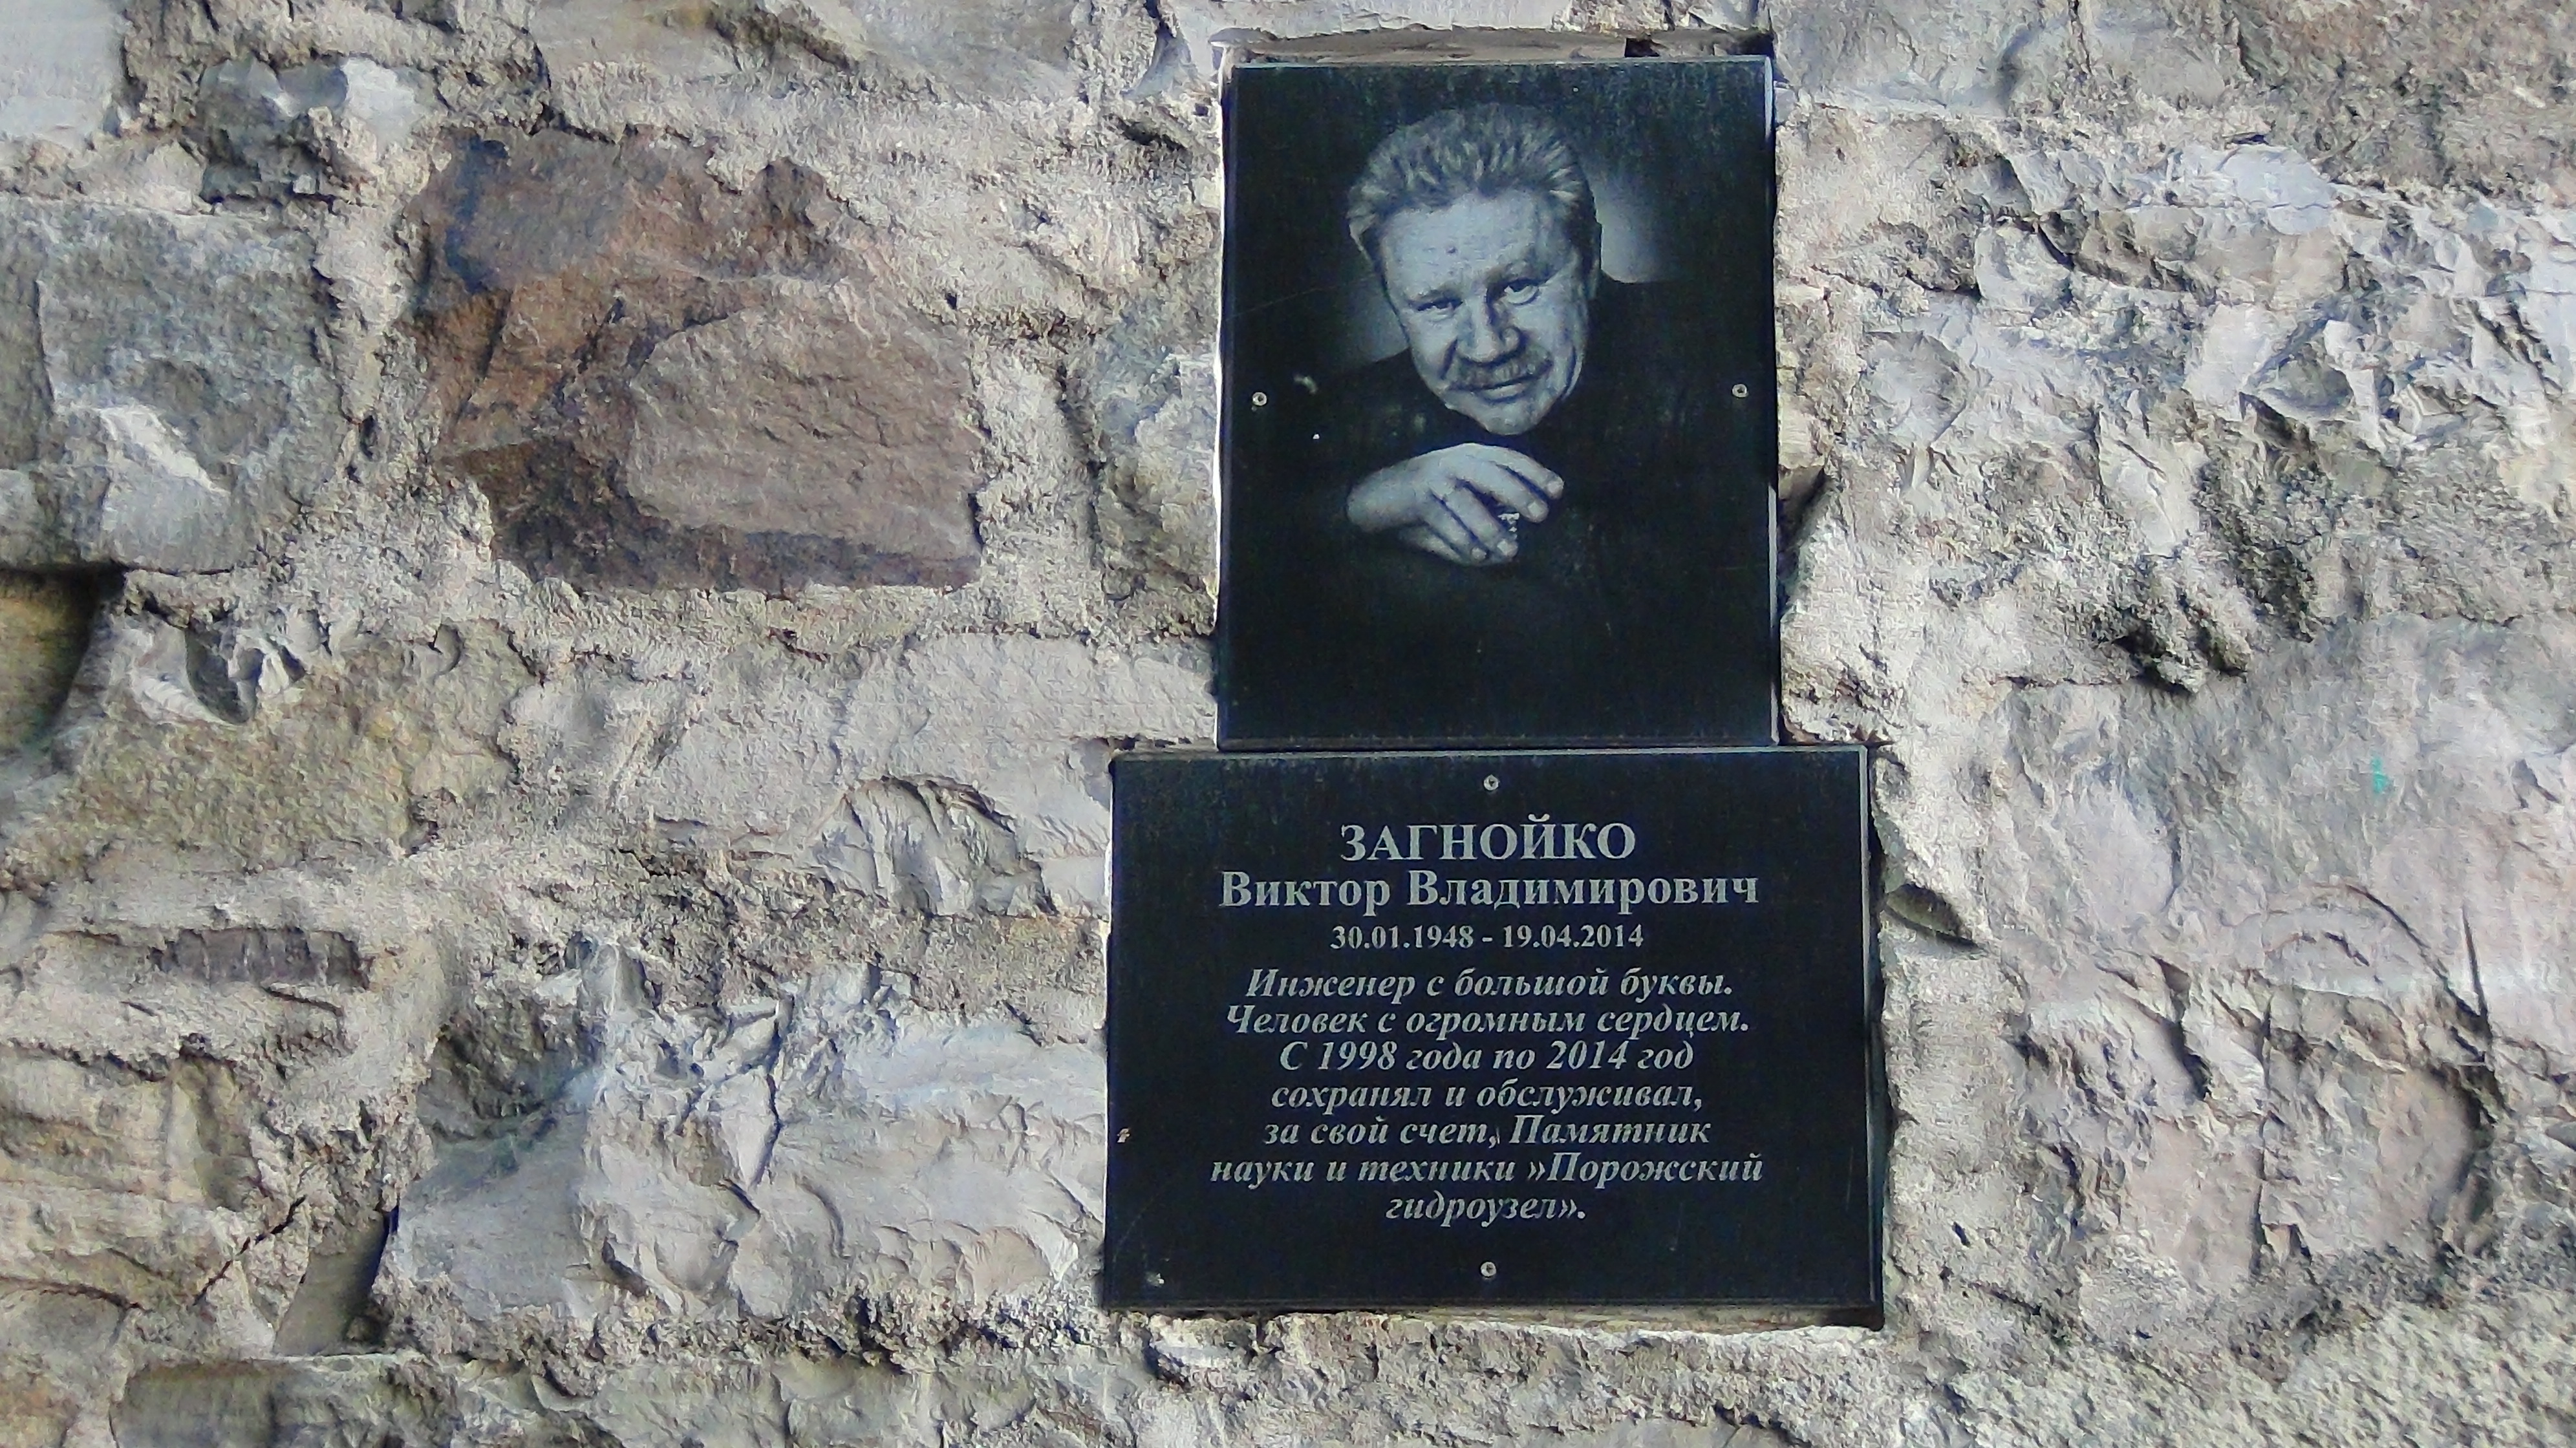 ЗАГНОЙКО
Виктор Владимирович
30.01.1948 - 19.04.2014
Инженер с большой буквы.
Человек с огромным сердцем.
С 1998 года по 2014 год
сохранял и обслуживал,
за свой счет, Памятник
науки и техники »Порожский
гидроузел».